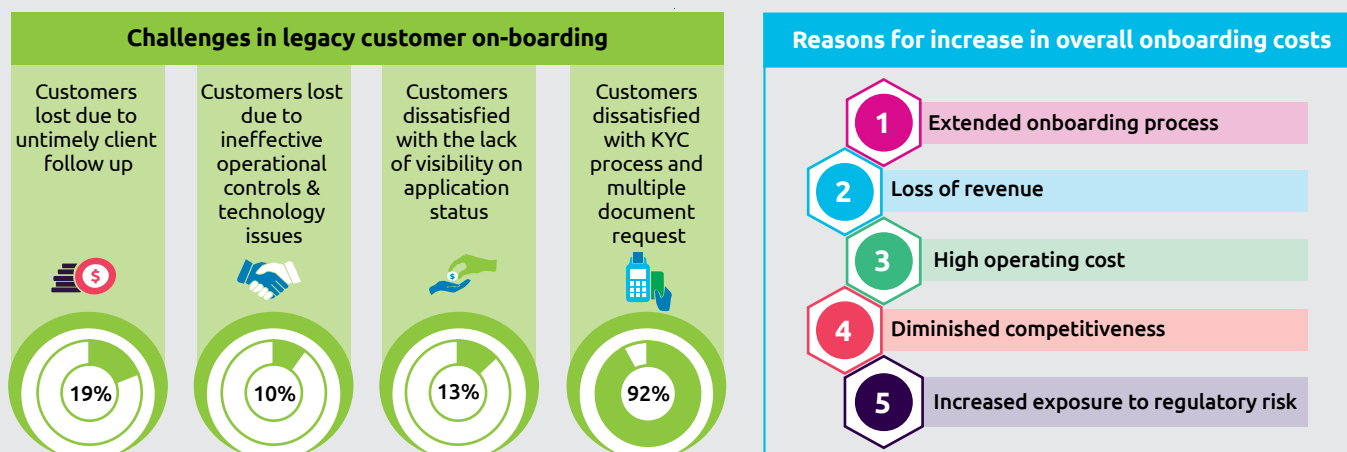 Challenges in legacy customer on-boarding
Customers
lost due to
untimely client
follow up
$
19%
Customers lost
due to
ineffective
operational
controls &
technology
issues
10%
Customers
dissatisfied
with the lack
of visibility on
application
status
$
13%
Customers
dissatisfied
with KYC
process and
multiple
document
request
92%
Reasons for increase in overall onboarding costs
1 Extended onboarding process
2 Loss of revenue
3 High operating cost
4 Diminished competitiveness
5 Increased exposure to regulatory risk